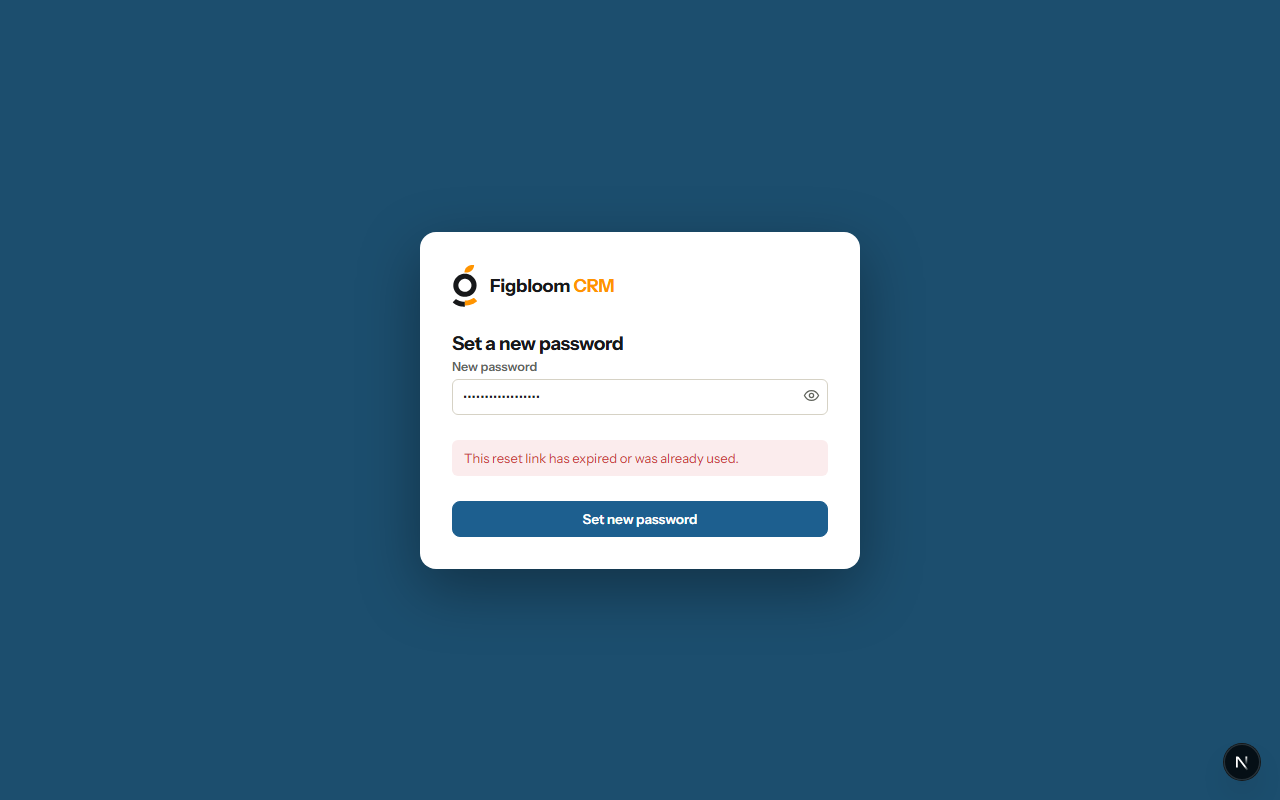 Figbloom CRM
Set a new password
New password
••••••••••••••••••
This reset link has expired or was already used.
Set new password
N